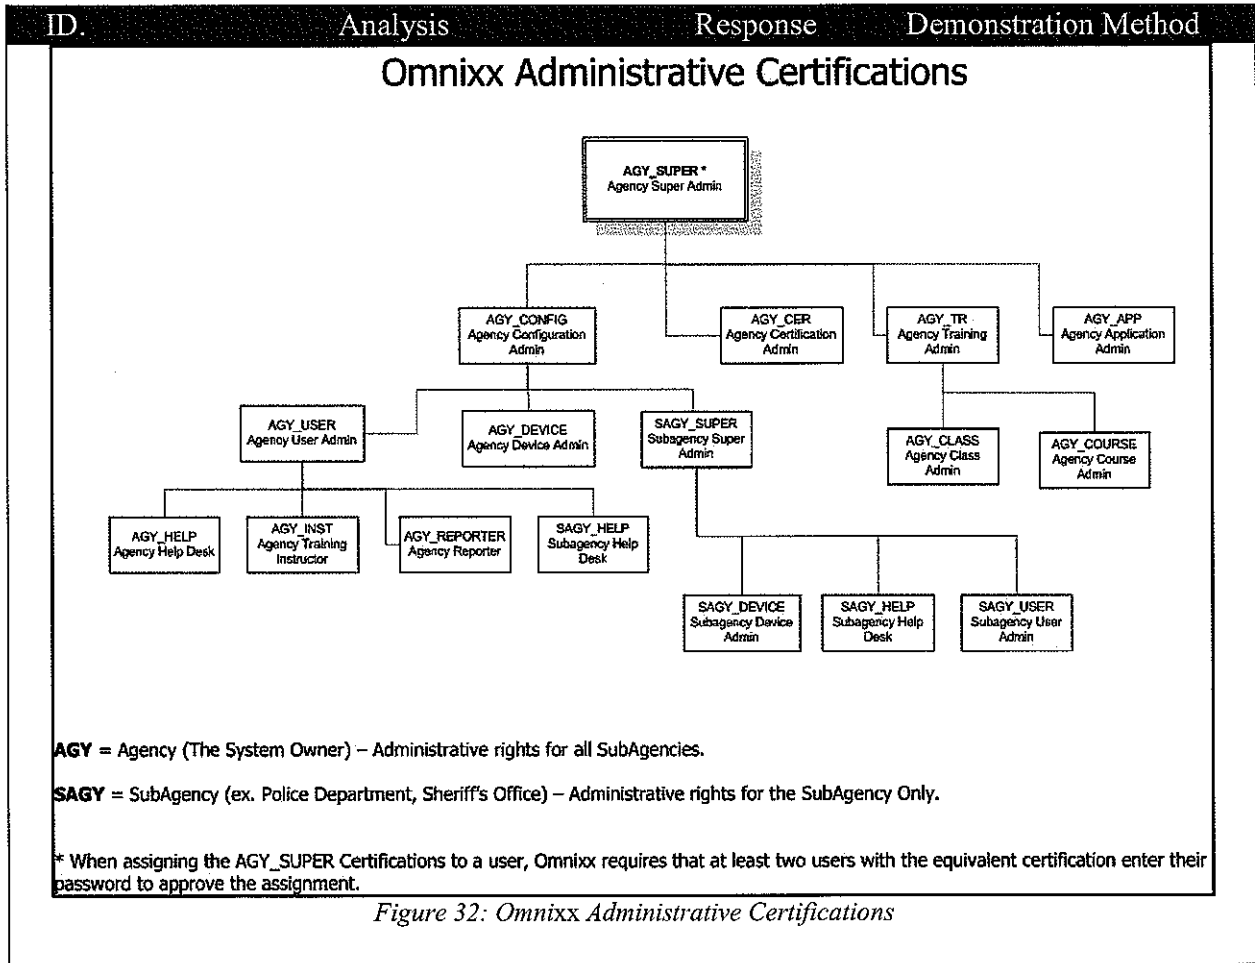 ID. Analysis Response Demonstration Method
Omnixx Administrative Certifications
AGY_SUPER *
Agency Super Admin
AGY_CONFIG
Agency Configuration
Admin
AGY_CER
Agency Certification
Admin
AGY_TR
Agency Training
Admin
AGY_APP
Agency Application
Admin
AGY_USER
Agency User Admin
AGY_DEVICE
Agency Device Admin
SAGY_SUPER
Subagency Super
Admin
AGY_CLASS
Agency Class
Admin
AGY_COURSE
Agency Course
Admin
AGY_HELP
Agency Help Desk
AGY_INST
Agency Training
Instructor
AGY_REPORTER
Agency Reporter
SAGY_HELP
Subagency Help
Desk
SAGY_DEVICE
Subagency Device
Admin
SAGY_HELP
Subagency Help
Desk
SAGY_USER
Subagency User
Admin
AGY = Agency (The System Owner) – Administrative rights for all SubAgencies.
SAGY = SubAgency (ex. Police Department, Sheriff's Office) – Administrative rights for the SubAgency Only.
* When assigning the AGY_SUPER Certifications to a user, Omnixx requires that at least two users with the equivalent certification enter their
password to approve the assignment.
Figure 32: Omnixx Administrative Certifications